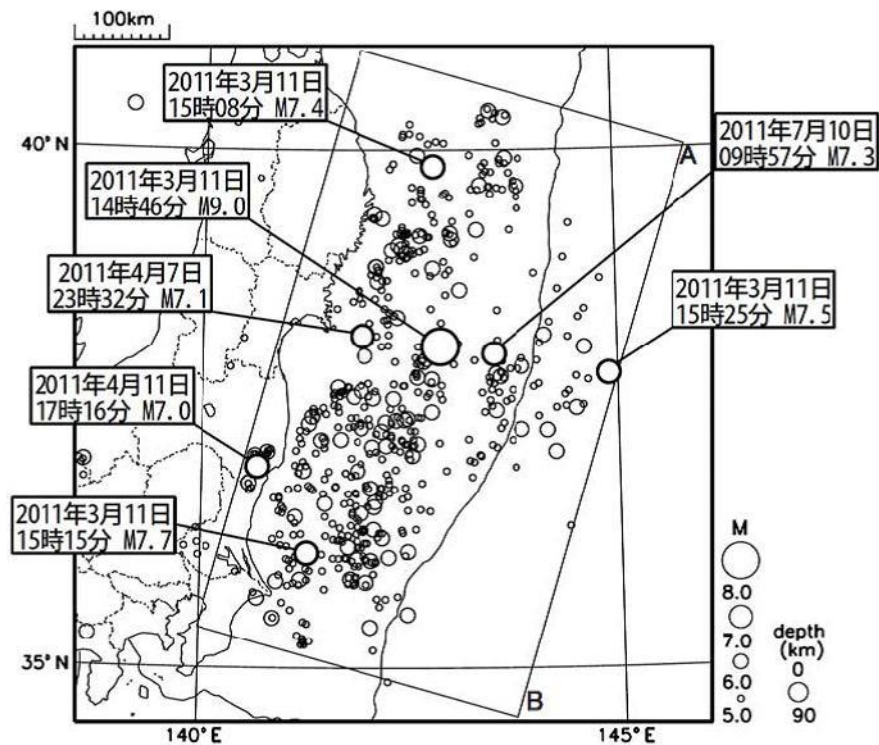 100km
2011年3月11日
15時08分 M7.4
40°N
2011年7月10日
09時57分 M7.3
A
2011年3月11日
14時46分 M9.0
2011年4月7日
23時32分 M7.1
2011年3月11日
15時25分 M7.5
2011年4月11日
17時16分 M7.0
2011年3月11日
15時15分 M7.7
M
8.0
7.0
6.0
5.0
depth
(km)
0
90
35°N
B
140°E
145°E